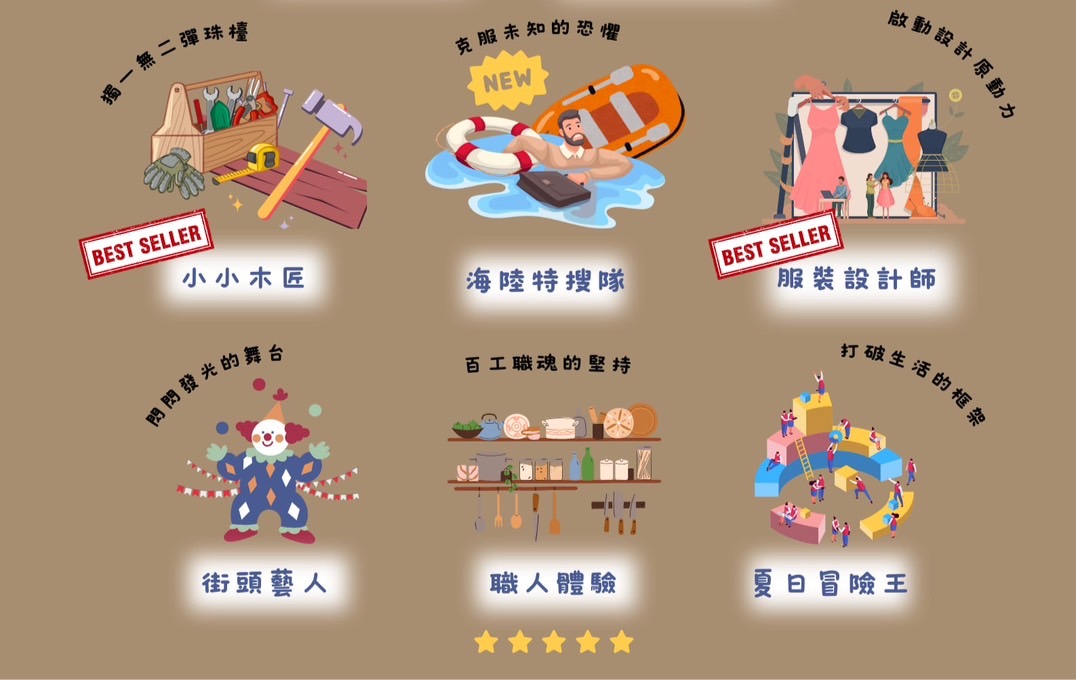 獨一無二彈珠檯
克服未知的恐懼
啟動設計原動力
NEW
BEST SELLER
小小木匠
海陸特搜隊
BEST SELLER
服裝設計師
閃閃發光的舞台
百工職魂的堅持
打破生活的框架
街頭藝人
職人體驗
夏日冒險王